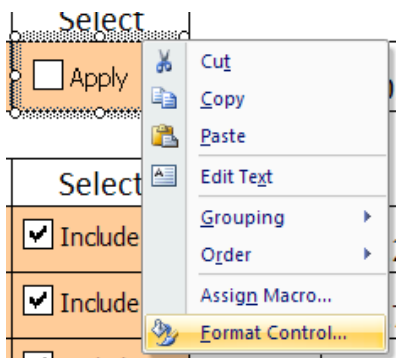 Select
Apply
Cut
Copy
Paste
Edit Text
Select
Grouping
Include
Order
Assign Macro...
Include
Format Control...